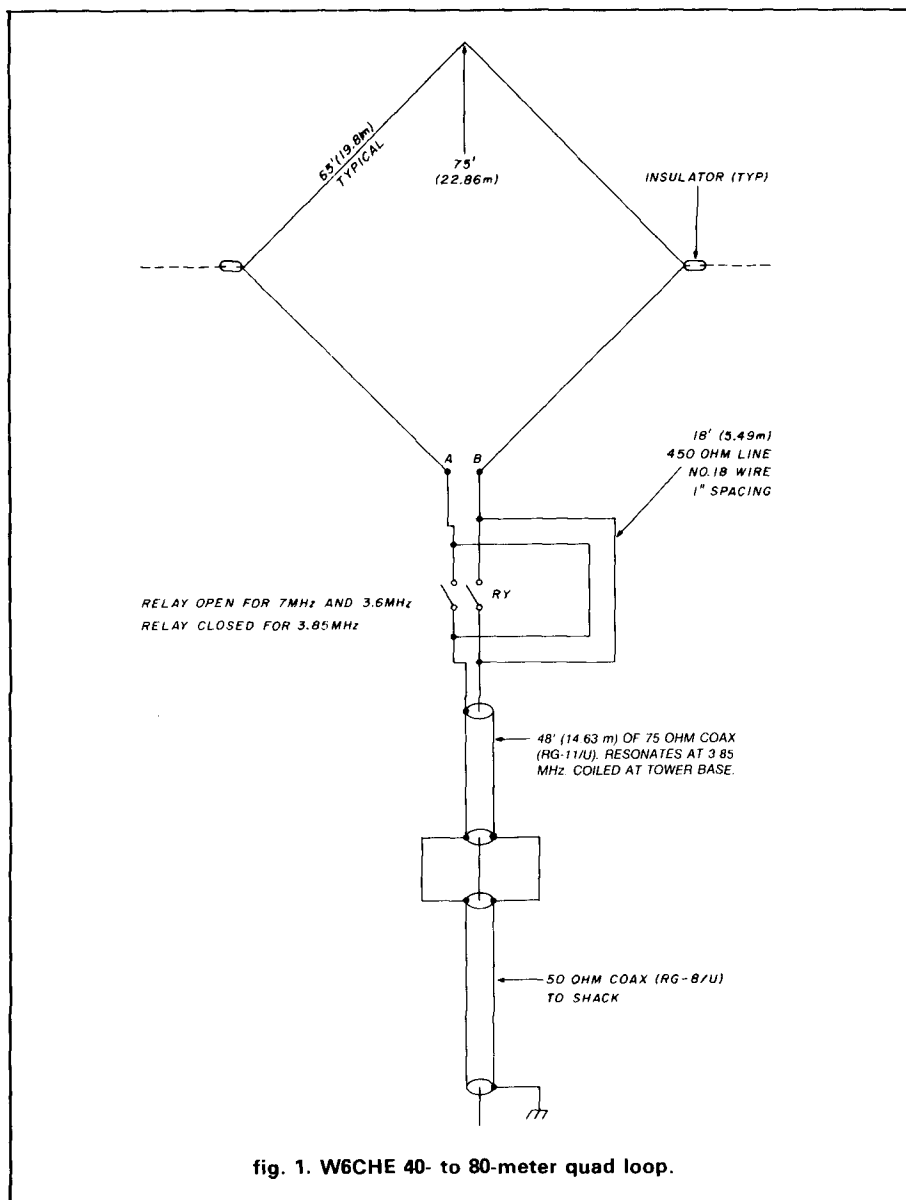 75'
(22.86m)
65' (19.81m)
TYPICAL
INSULATOR (TYP)
A B
18' (5.49m)
450 OHM LINE
NO. 18 WIRE
1" SPACING
RY
RELAY OPEN FOR 7MHz AND 3.6MHz
RELAY CLOSED FOR 3.85MHz
48' (14.63 m) OF 75 OHM COAX
(RG-11/U). RESONATES AT 3 85
MHz. COILED AT TOWER BASE.
50 OHM COAX (RG-8/U)
TO SHACK
fig. 1. W6CHE 40- to 80-meter quad loop.